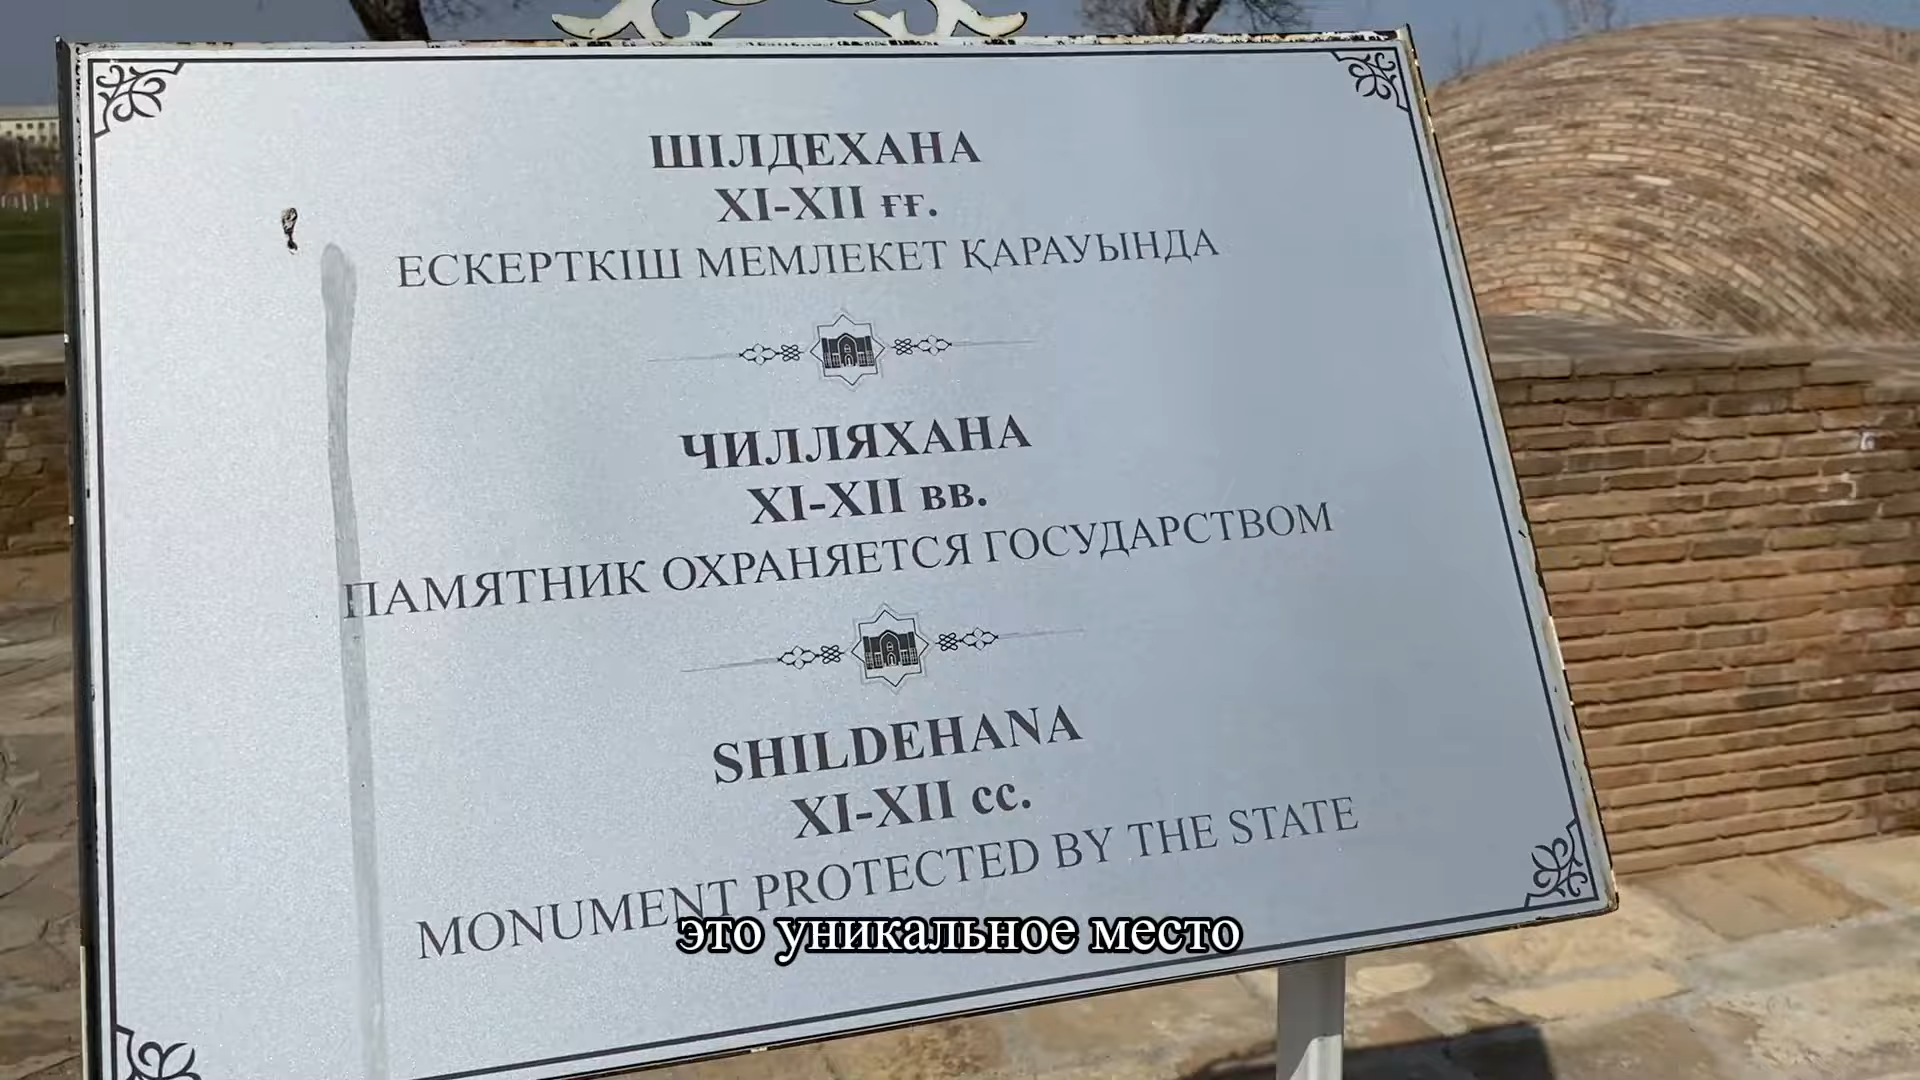 ШІЛДЕХАНА
XI-XII ғғ.
ЕСКЕРТКІШ МЕМЛЕКЕТ ҚАРАУЫНДА
ЧИЛЛЯХАНА
XI-XII вв.
ПАМЯТНИК ОХРАНЯЕТСЯ ГОСУДАРСТВОМ
SHILDEHANA
XI-XII cc.
MONUMENT PROTECTED BY THE STATE
это уникальное место